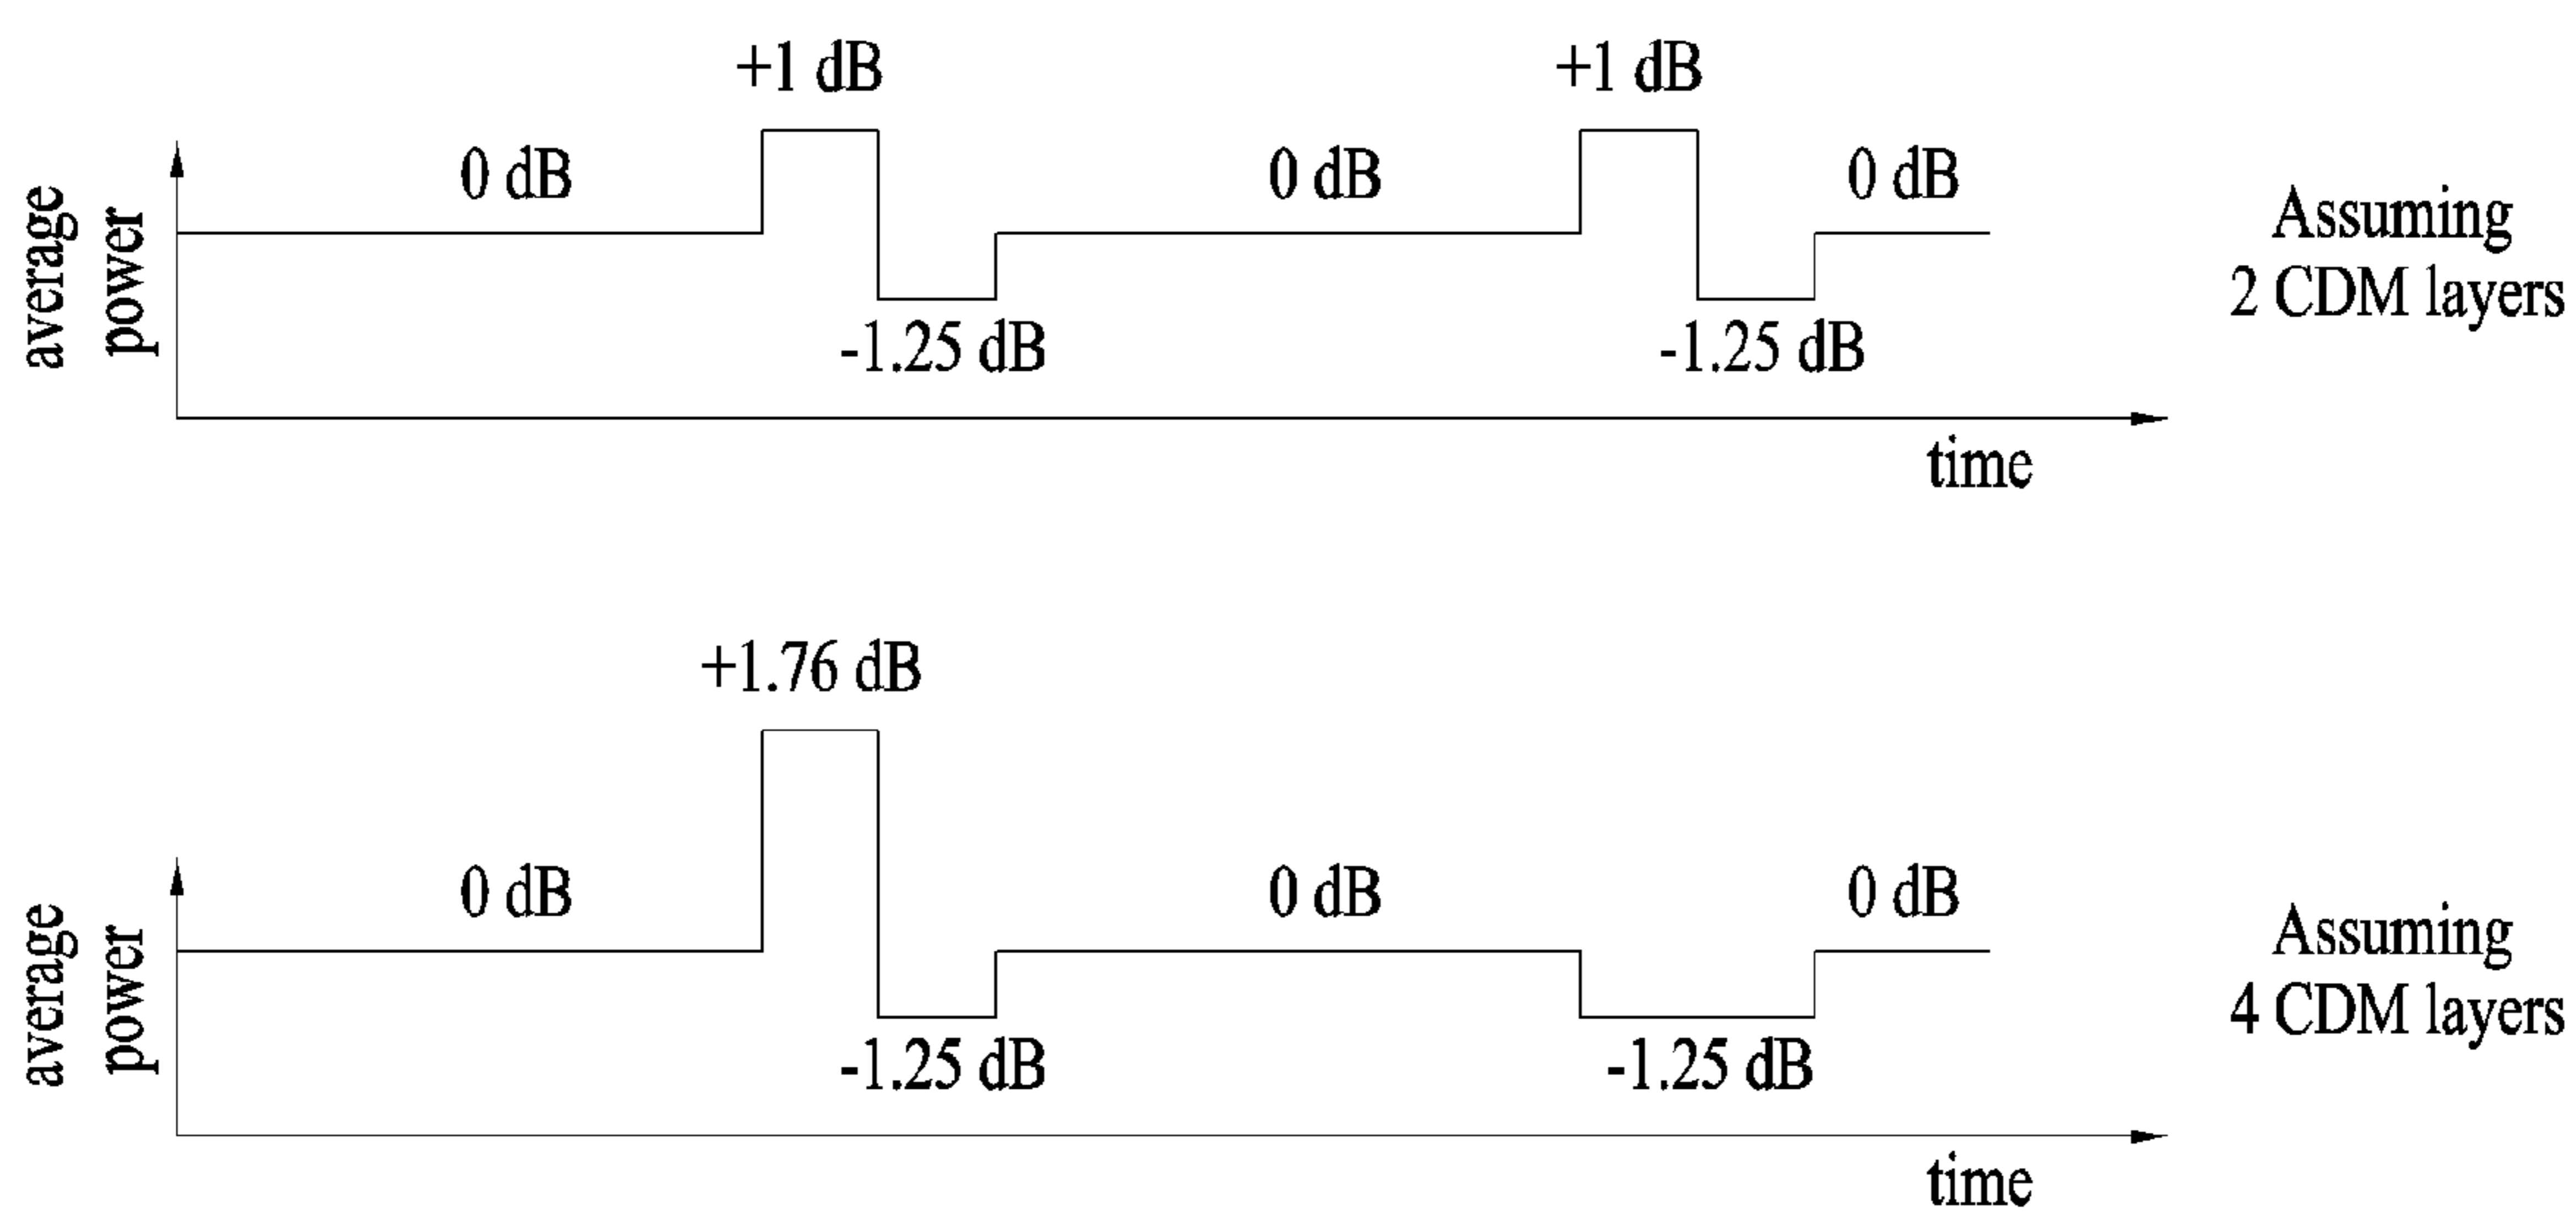 +1 dB
+1 dB
0 dB
0 dB
0 dB
average
power
Assuming
2 CDM layers
-1.25 dB
-1.25 dB
time
+1.76 dB
0 dB
0 dB
0 dB
average
power
Assuming
4 CDM layers
-1.25 dB
-1.25 dB
time